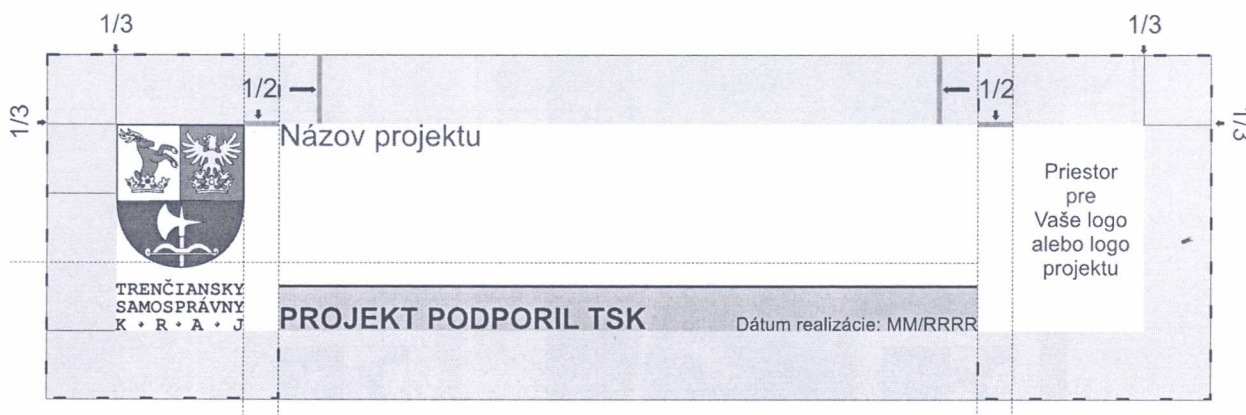 1/3
1/3
1/2
1/2
1/3
1/3
Názov projektu
Priestor
pre
Vaše logo
alebo logo
projektu
TRENČIANSKY
SAMOSPRÁVNY
K • R • A • J
PROJEKT PODPORIL TSK
Dátum realizácie: MM/RRRR